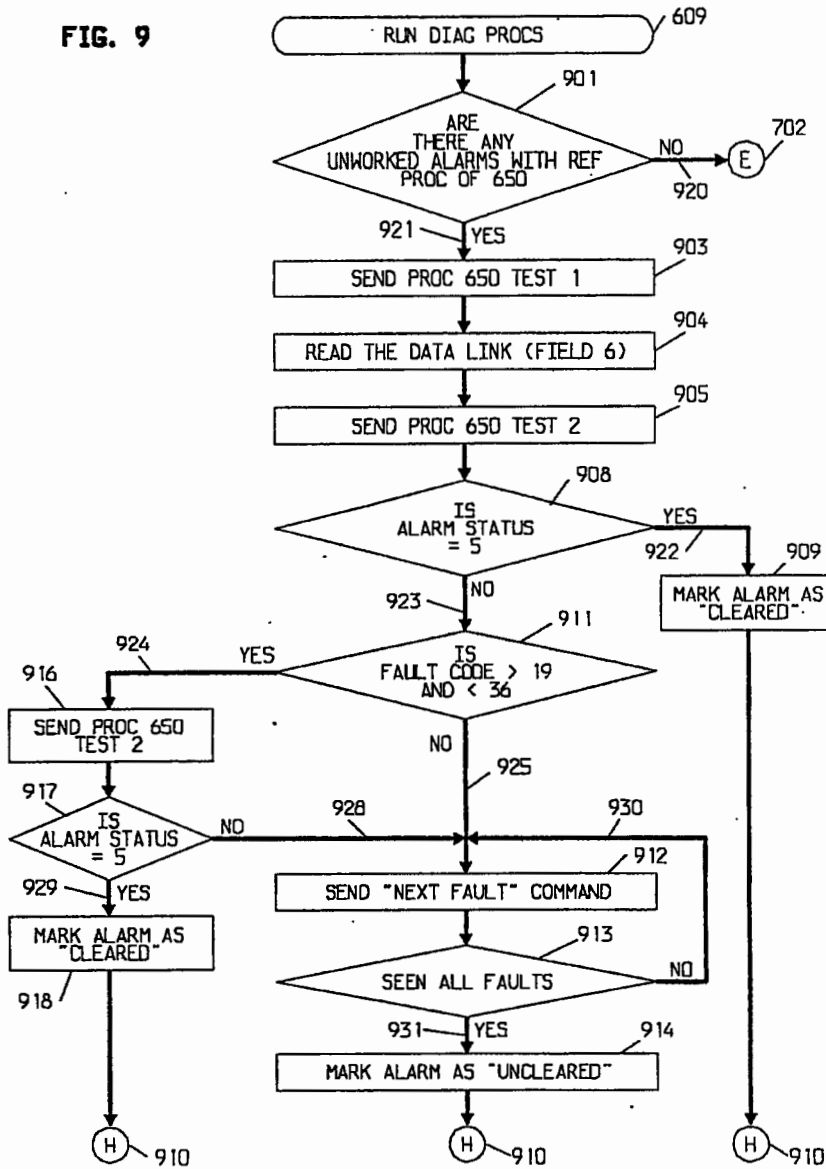 FIG. 9
RUN DIAG PROCS
609
901
ARE
THERE ANY
UNWORKED ALARMS WITH REF
PROC OF 650
NO
920
E
702
921
YES
903
SEND PROC 650 TEST 1
904
READ THE DATA LINK (FIELD 6)
905
SEND PROC 650 TEST 2
908
IS
ALARM STATUS
= 5
YES
922
909
MARK ALARM AS
"CLEARED"
923
NO
911
IS
FAULT CODE > 19
AND < 36
924
YES
916
SEND PROC 650
TEST 2
NO
925
917
IS
ALARM STATUS
= 5
NO
928
930
912
SEND "NEXT FAULT" COMMAND
929
YES
913
SEEN ALL FAULTS
NO
MARK ALARM AS
"CLEARED"
918
931
YES
914
MARK ALARM AS "UNCLEARED"
H
910
H
910
H
910